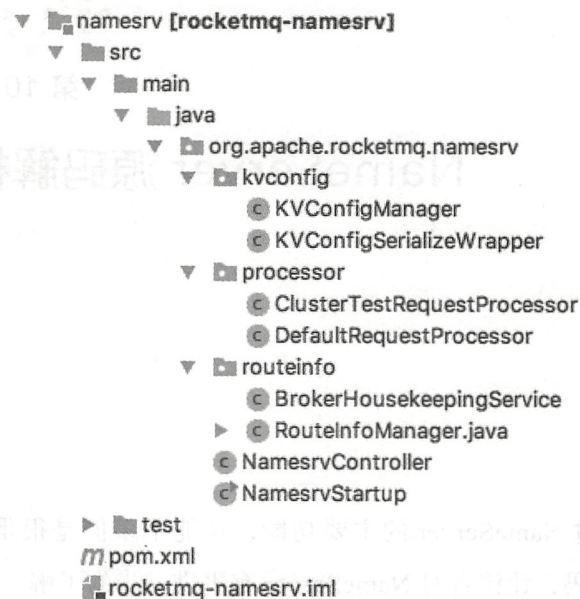 namesrv [rocketmq-namesrv]
src
main
java
org.apache.rocketmq.namesrv
kvconfig
KVConfigManager
KVConfigSerializeWrapper
processor
ClusterTestRequestProcessor
DefaultRequestProcessor
routeinfo
BrokerHousekeepingService
RouteInfoManager.java
NamesrvController
NamesrvStartup
test
pom.xml
rocketmq-namesrv.iml